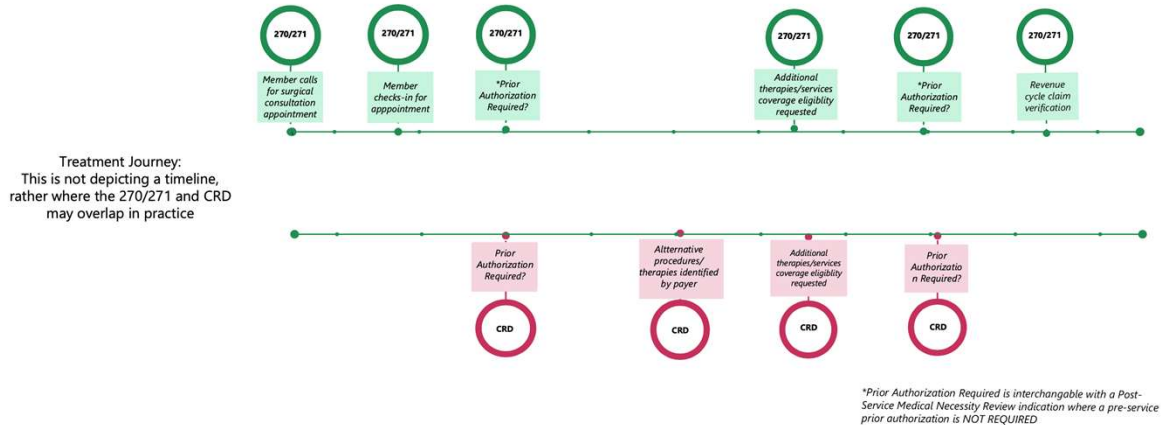 270/271
270/271
270/271
270/271
270/271
270/271
Member calls
for surgical
consultation
appointment
Member
checks-in for
apppointment
*Prior
Authorization
Required?
Additional
therapies/services
coverage eligiblity
requested
*Prior
Authorization
Required?
Revenue
cycle claim
verification
Treatment Journey:
This is not depicting a timeline,
rather where the 270/271 and CRD
may overlap in practice
Prior
Authorization
Required?
Altternative
procedures/
therapies identified
by payer
Additional
therapies/services
coverage eligiblity
requested
Prior
Authorizatio
n Required?
CRD
CRD
CRD
CRD
*Prior Authorization Required is interchangable with a Post-
Service Medical Necessity Review indication where a pre-service
prior authorization is NOT REQUIRED